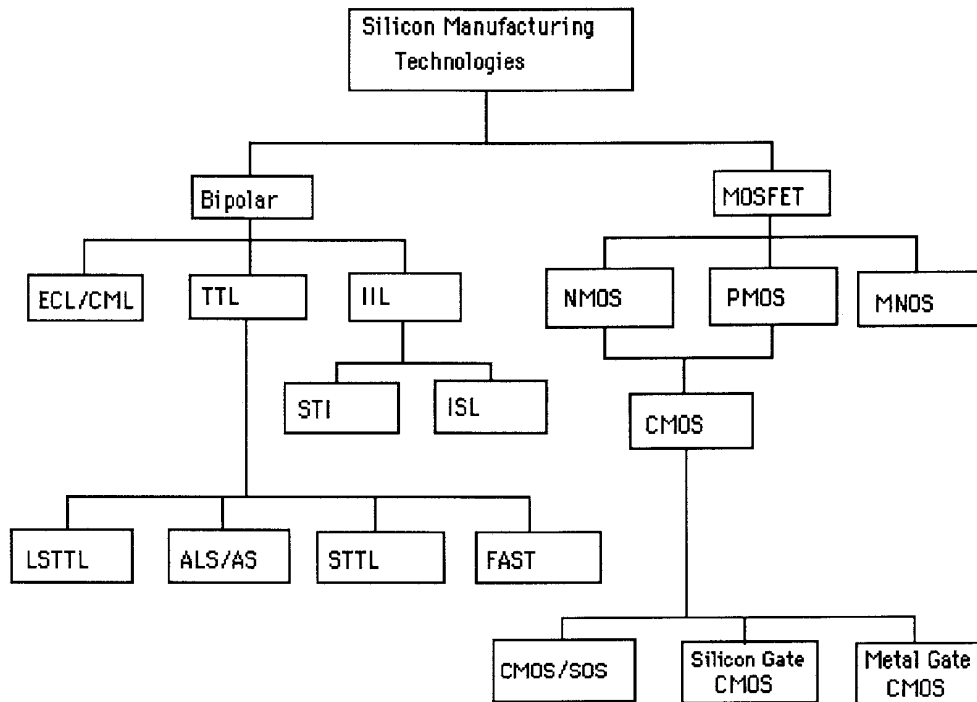 Silicon Manufacturing
Technologies
Bipolar
MOSFET
ECL/CML
TTL
IIL
NMOS
PMOS
MNOS
STI
ISL
CMOS
LSTTL
ALS/AS
STTL
FAST
CMOS/SOS
Silicon Gate
CMOS
Metal Gate
CMOS